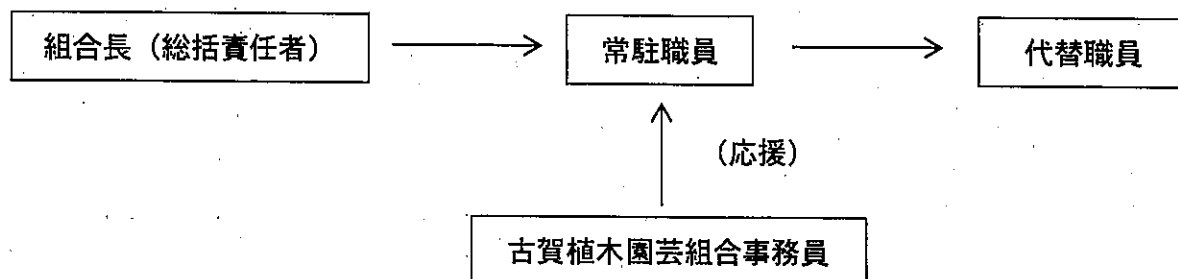 組合長（総括責任者）
常駐職員
代替職員
（応援）
古賀植木園芸組合事務員